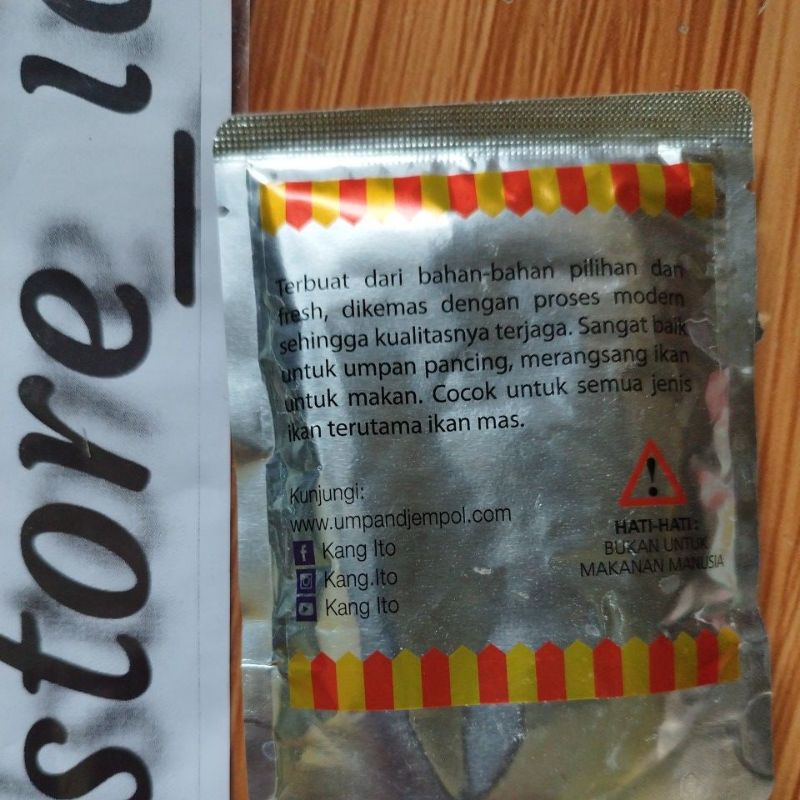 store_
Terbuat dari bahan-bahan pilihan dan
fresh, dikemas dengan proses modern
sehingga kualitasnya terjaga. Sangat baik
untuk umpan pancing, merangsang ikan
untuk makan. Cocok untuk semua jenis
ikan terutama ikan mas.
Kunjungi:
www.umpandjempol.com
Kang Ito
Kang.Ito
Kang Ito
HATI-HATI:
BUKAN UNTUK
MAKANAN MANUSIA